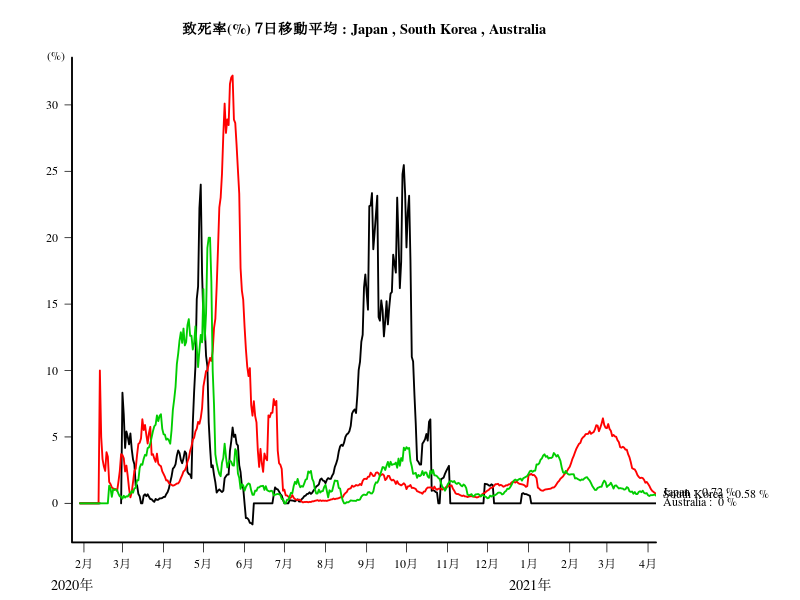 致死率(%) 7日移動平均 : Japan , South Korea , Australia
(%)
30
25
20
15
10
5
0
Japan : 0.72 %
South Korea : 0.58 %
Australia : 0 %
2月 3月 4月 5月 6月 7月 8月 9月 10月 11月 12月 1月 2月 3月 4月
2020年 2021年